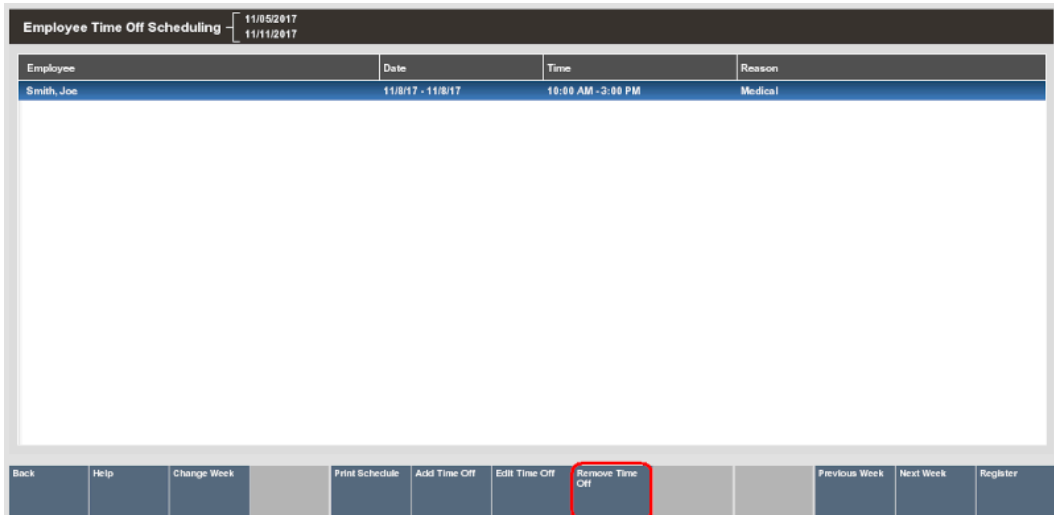 Employee Time Off Scheduling
11/05/2017
11/11/2017
Employee Date Time Reason
Smith, Joe 11/8/17 - 11/8/17 10:00 AM - 3:00 PM Medical
Back Help Change Week Print Schedule Add Time Off Edit Time Off Remove Time Off Previous Week Next Week Register